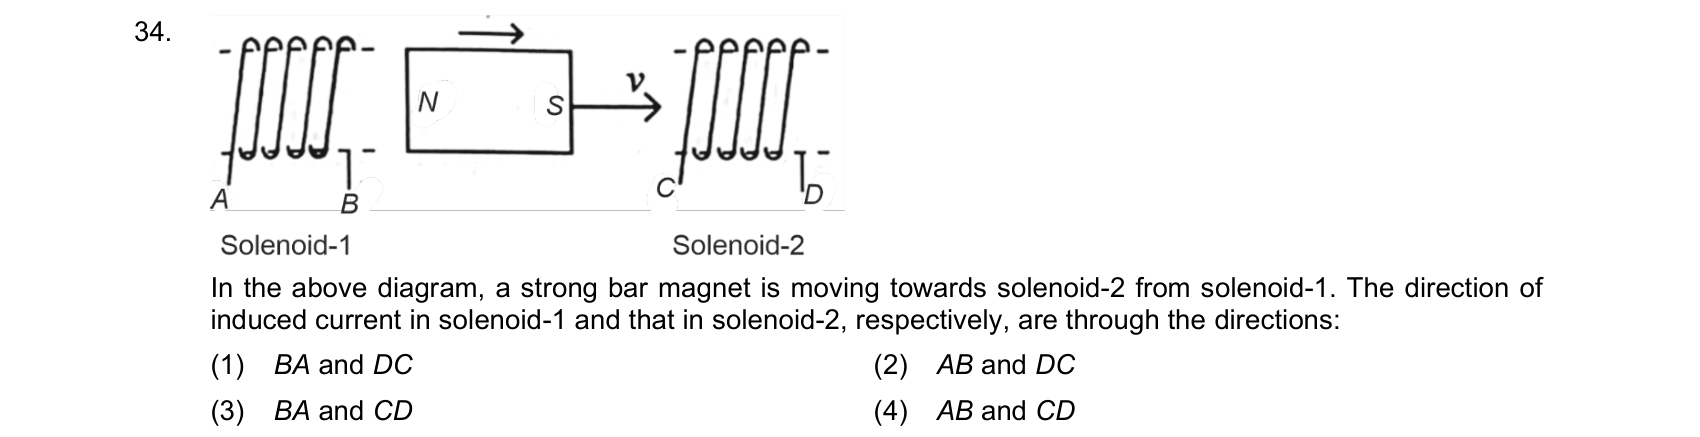 34.
N S v
A B C D
Solenoid-1 Solenoid-2
In the above diagram, a strong bar magnet is moving towards solenoid-2 from solenoid-1. The direction of
induced current in solenoid-1 and that in solenoid-2, respectively, are through the directions:
(1) BA and DC (2) AB and DC
(3) BA and CD (4) AB and CD